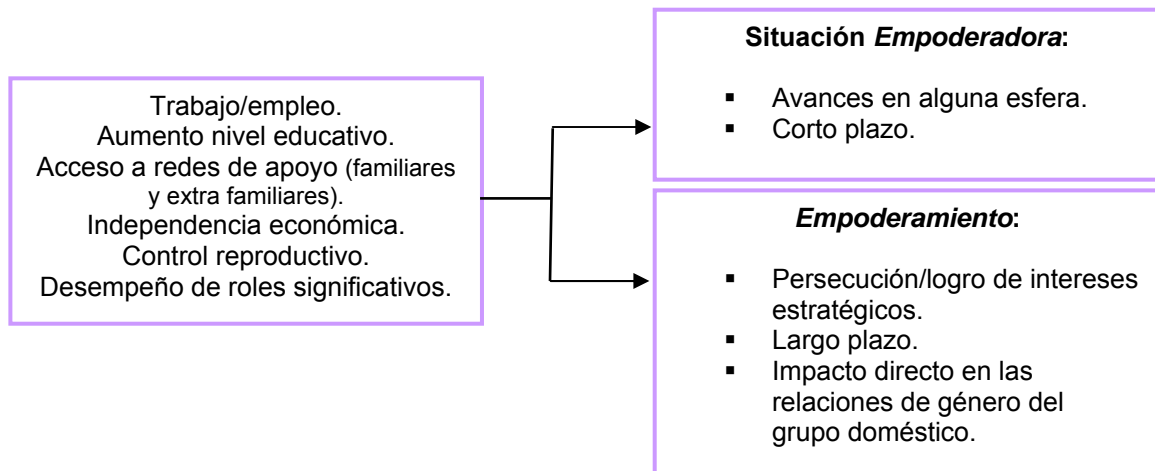 Trabajo/empleo.
Aumento nivel educativo.
Acceso a redes de apoyo (familiares
y extra familiares).
Independencia económica.
Control reproductivo.
Desempeño de roles significativos.
Situación Empoderadora:
▪ Avances en alguna esfera.
▪ Corto plazo.
Empoderamiento:
▪ Persecución/logro de intereses
estratégicos.
▪ Largo plazo.
▪ Impacto directo en las
relaciones de género del
grupo doméstico.